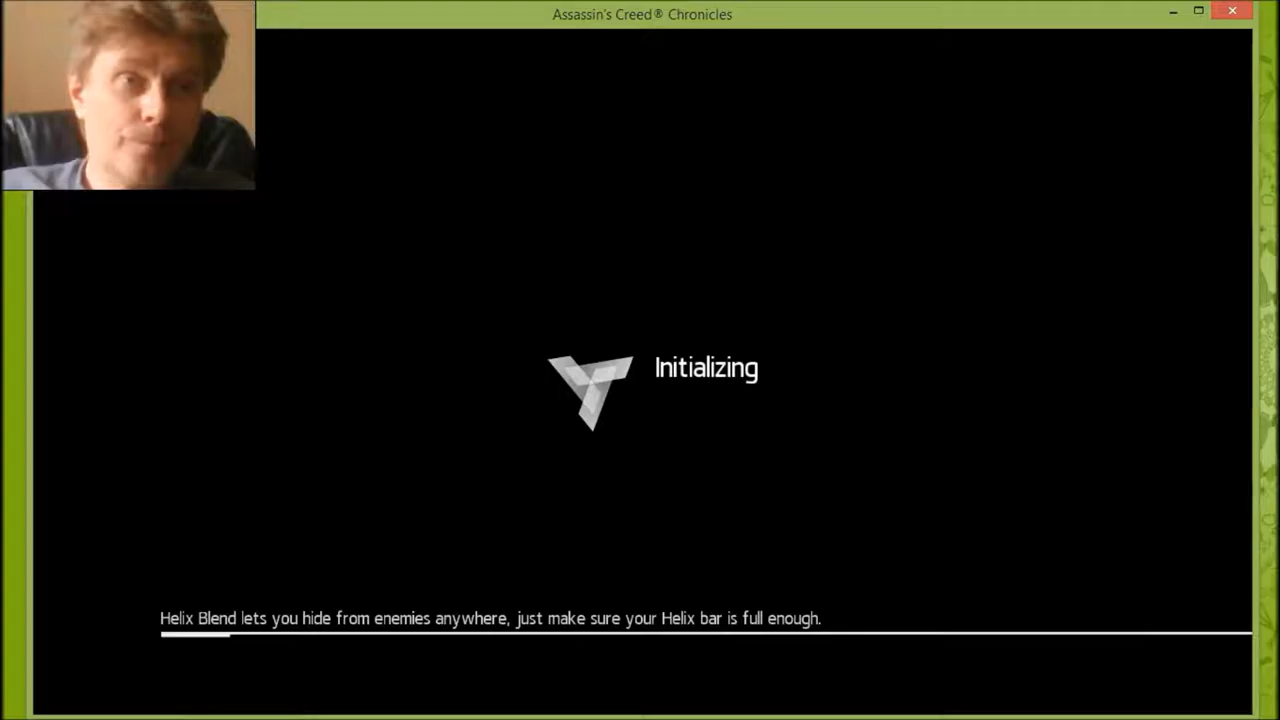 Assassin's Creed® Chronicles
Initializing
Helix Blend lets you hide from enemies anywhere, just make sure your Helix bar is full enough.